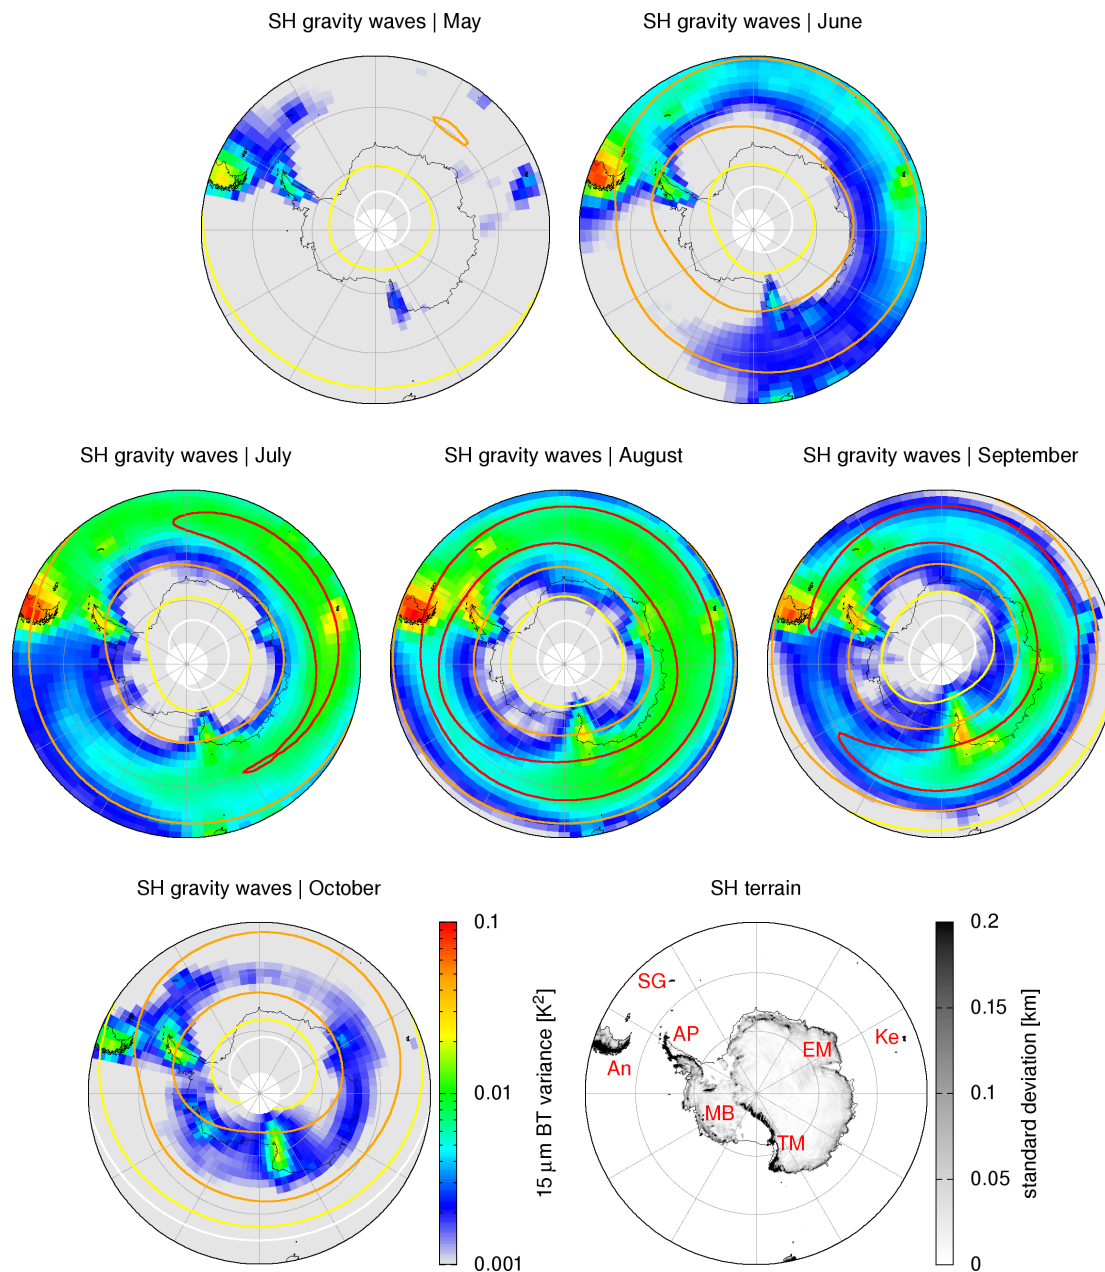 SH gravity waves | May
SH gravity waves | June
SH gravity waves | July
SH gravity waves | August
SH gravity waves | September
SH gravity waves | October
0.1
0.01
0.001
15 µm BT variance [K²]
SH terrain
SG
AP
An
EM
Ke
MB
TM
0.2
0.15
0.1
0.05
0
standard deviation [km]